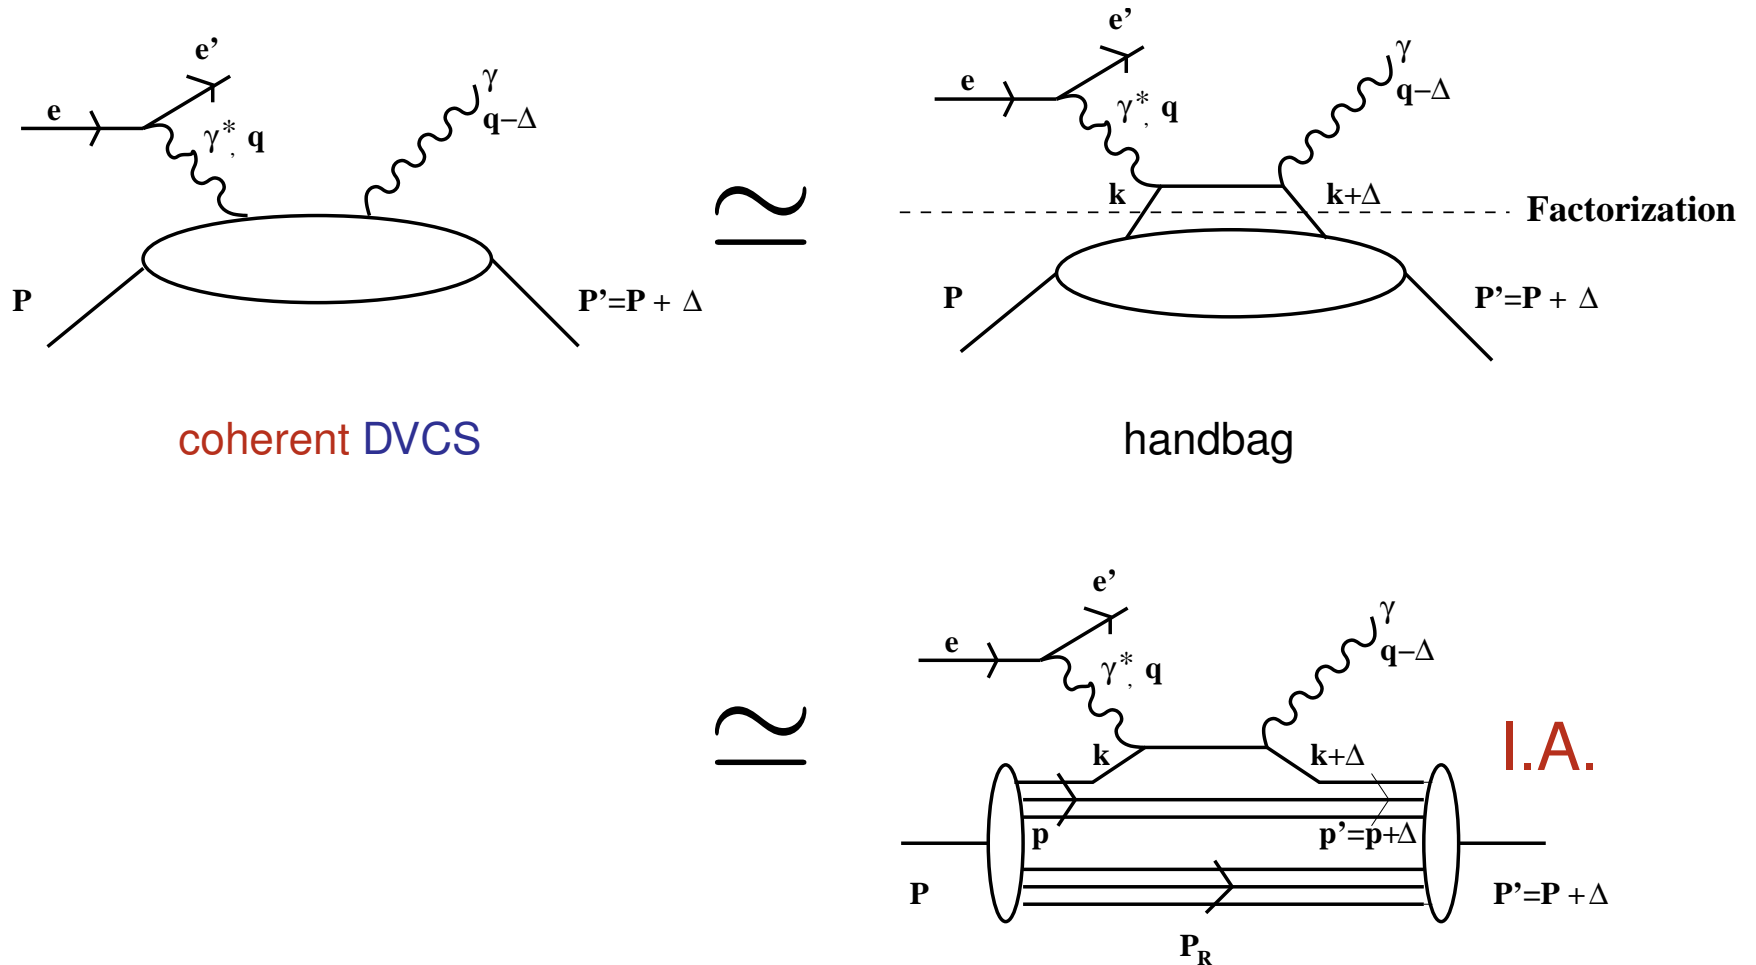 e
e’
γ*, q
γ
q−Δ
P
P’=P + Δ
coherent DVCS
≃
e
e’
γ*, q
γ
q−Δ
k
k+Δ
Factorization
P
P’=P + Δ
handbag
≃
e
e’
γ*, q
γ
q−Δ
k
k+Δ
I.A.
p
p’=p+Δ
P
P’=P + Δ
P_R